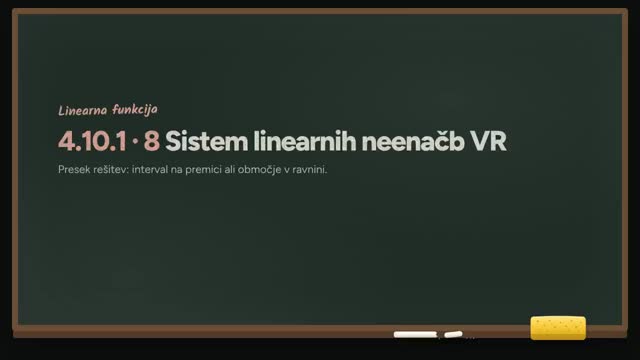 Linearna funkcija
4.10.1 · 8 Sistem linearnih neenačb VR
Presek rešitev: interval na premici ali območje v ravnini.